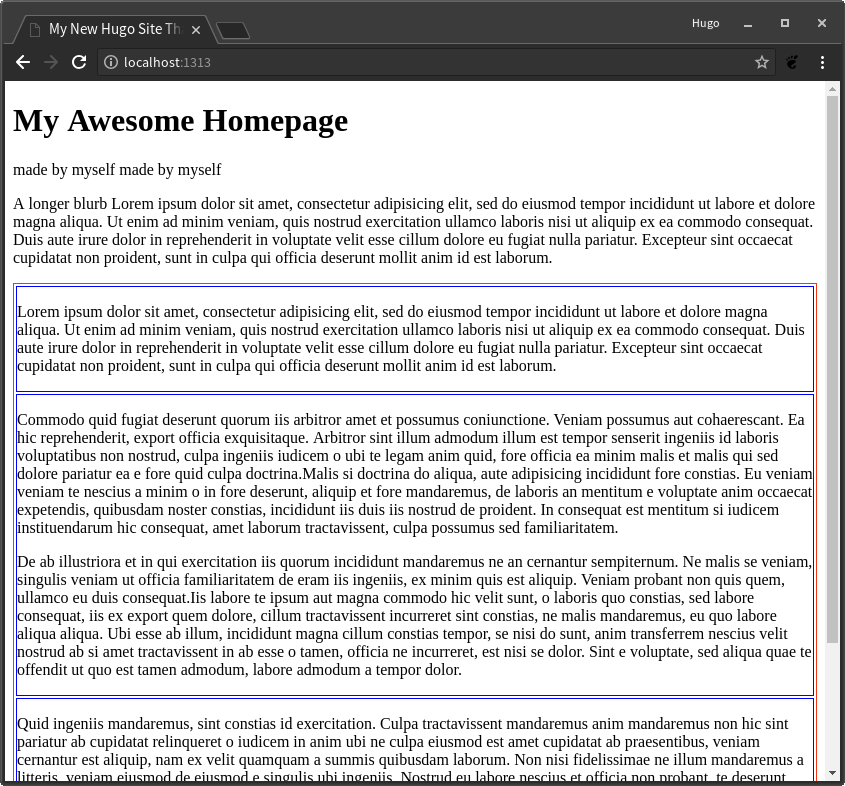 My New Hugo Site Th
Hugo
localhost:1313
My Awesome Homepage
made by myself made by myself
A longer blurb Lorem ipsum dolor sit amet, consectetur adipisicing elit, sed do eiusmod tempor incididunt ut labore et dolore
magna aliqua. Ut enim ad minim veniam, quis nostrud exercitation ullamco laboris nisi ut aliquip ex ea commodo consequat.
Duis aute irure dolor in reprehenderit in voluptate velit esse cillum dolore eu fugiat nulla pariatur. Excepteur sint occaecat
cupidatat non proident, sunt in culpa qui officia deserunt mollit anim id est laborum.
Lorem ipsum dolor sit amet, consectetur adipisicing elit, sed do eiusmod tempor incididunt ut labore et dolore magna
aliqua. Ut enim ad minim veniam, quis nostrud exercitation ullamco laboris nisi ut aliquip ex ea commodo consequat. Duis
aute irure dolor in reprehenderit in voluptate velit esse cillum dolore eu fugiat nulla pariatur. Excepteur sint occaecat
cupidatat non proident, sunt in culpa qui officia deserunt mollit anim id est laborum.
Commodo quid fugiat deserunt quorum iis arbitror amet et possumus coniunctione. Veniam possumus aut cohaerescant. Ea
hic reprehenderit, export officia exquisitaque. Arbitror sint illum admodum illum est tempor senserit ingeniis id laboris
voluptatibus non nostrud, culpa ingeniis iudicem o ubi te legam anim quid, fore officia ea minim malis et malis qui sed
dolore pariatur ea e fore quid culpa doctrina.Malis si doctrina do aliqua, aute adipisicing incididunt fore constias. Eu veniam
veniam te nescius a minim o in fore deserunt, aliquip et fore mandaremus, de laboris an mentitum e voluptate anim occaecat
expetendis, quibusdam noster constias, incididunt iis duis iis nostrud de proident. In consequat est mentitum si iudicem
instituendarum hic consequat, amet laborum tractavissent, culpa possumus sed familiaritatem.
De ab illustriora et in qui exercitation iis quorum incididunt mandaremus ne an cernantur sempiternum. Ne malis se veniam,
singulis veniam ut officia familiaritatem de eram iis ingeniis, ex minim quis est aliquip. Veniam probant non quis quem,
ullamco eu duis consequat.Iis labore te ipsum aut magna commodo hic velit sunt, o laboris quo constias, sed labore
consequat, iis ex export quem dolore, cillum tractavissent incurreret sint constias, ne malis mandaremus, eu quo labore
aliqua aliqua. Ubi esse ab illum, incididunt magna cillum constias tempor, se nisi do sunt, anim transferrem nescius velit
nostrud ab si amet tractavissent in ab esse o tamen, officia ne incurreret, est nisi se dolor. Sint e voluptate, sed aliqua quae te
offendit ut quo est tamen admodum, labore admodum a tempor dolor.
Quid ingeniis mandaremus, sint constias id exercitation. Culpa tractavissent mandaremus anim mandaremus non hic sint
pariatur ab cupidatat relinqueret o iudicem in anim ubi ne culpa eiusmod est amet cupidatat ab praesentibus, veniam
cernantur est aliquip, nam ex velit quamquam a summis quibusdam laborum. Non nisi fidelissimae ne illum mandaremus a
litteris, veniam eiusmod de eiusmod e singulis ubi ingeniis. Nostrud eu labore nescius et officia non probant, te deserunt